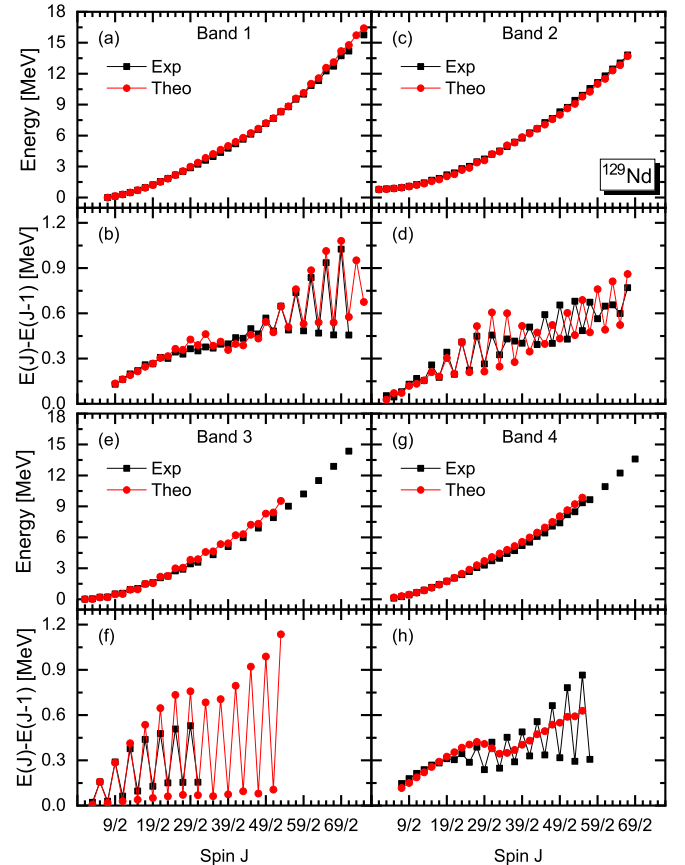 (a) Band 1
Exp
Theo
(c) Band 2
Exp
Theo
129Nd
Energy [MeV]
18
15
12
9
6
3
0
(b)
(d)
E(J)-E(J-1) [MeV]
1.2
0.9
0.6
0.3
0.0
(e) Band 3
Exp
Theo
(g) Band 4
Exp
Theo
Energy [MeV]
18
15
12
9
6
3
0
(f)
(h)
E(J)-E(J-1) [MeV]
1.2
0.9
0.6
0.3
0.0
9/2 19/2 29/2 39/2 49/2 59/2 69/2 9/2 19/2 29/2 39/2 49/2 59/2 69/2
Spin J Spin J